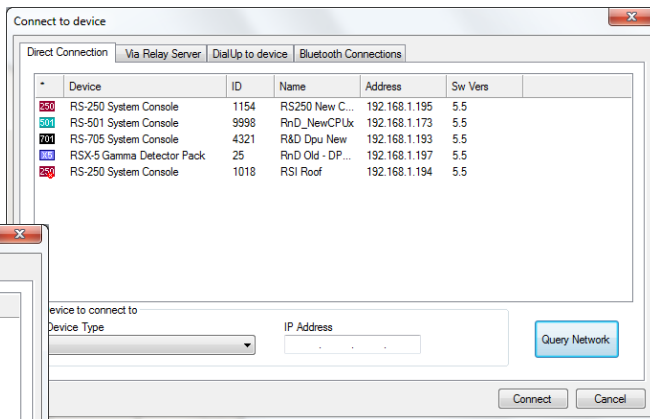 Connect to device
Direct Connection Via Relay Server DialUp to device Bluetooth Connections
* Device ID Name Address Sw Vers
250 RS-250 System Console 1154 RS250 New C... 192.168.1.195 5.5
501 RS-501 System Console 9998 RnD_NewCPUx 192.168.1.173 5.5
701 RS-705 System Console 4321 R&D Dpu New 192.168.1.193 5.5
X5 RSX-5 Gamma Detector Pack 25 RnD Old - DP... 192.168.1.197 5.5
250 RS-250 System Console 1018 RSI Roof 192.168.1.194 5.5
evice to connect to
Device Type IP Address
. . .
Query Network
Connect Cancel